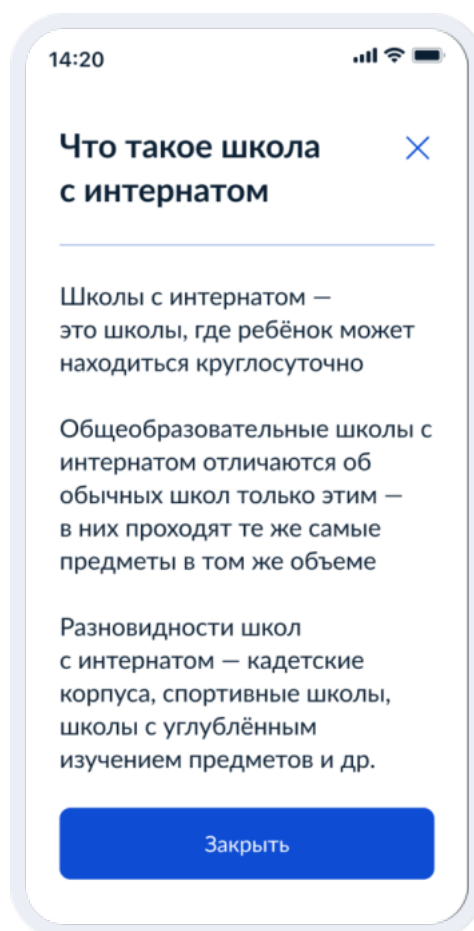 14:20
Что такое школа
с интернатом
Школы с интернатом —
это школы, где ребёнок может
находиться круглосуточно
Общеобразовательные школы с
интернатом отличаются об
обычных школ только этим —
в них проходят те же самые
предметы в том же объеме
Разновидности школ
с интернатом — кадетские
корпуса, спортивные школы,
школы с углублённым
изучением предметов и др.
Закрыть